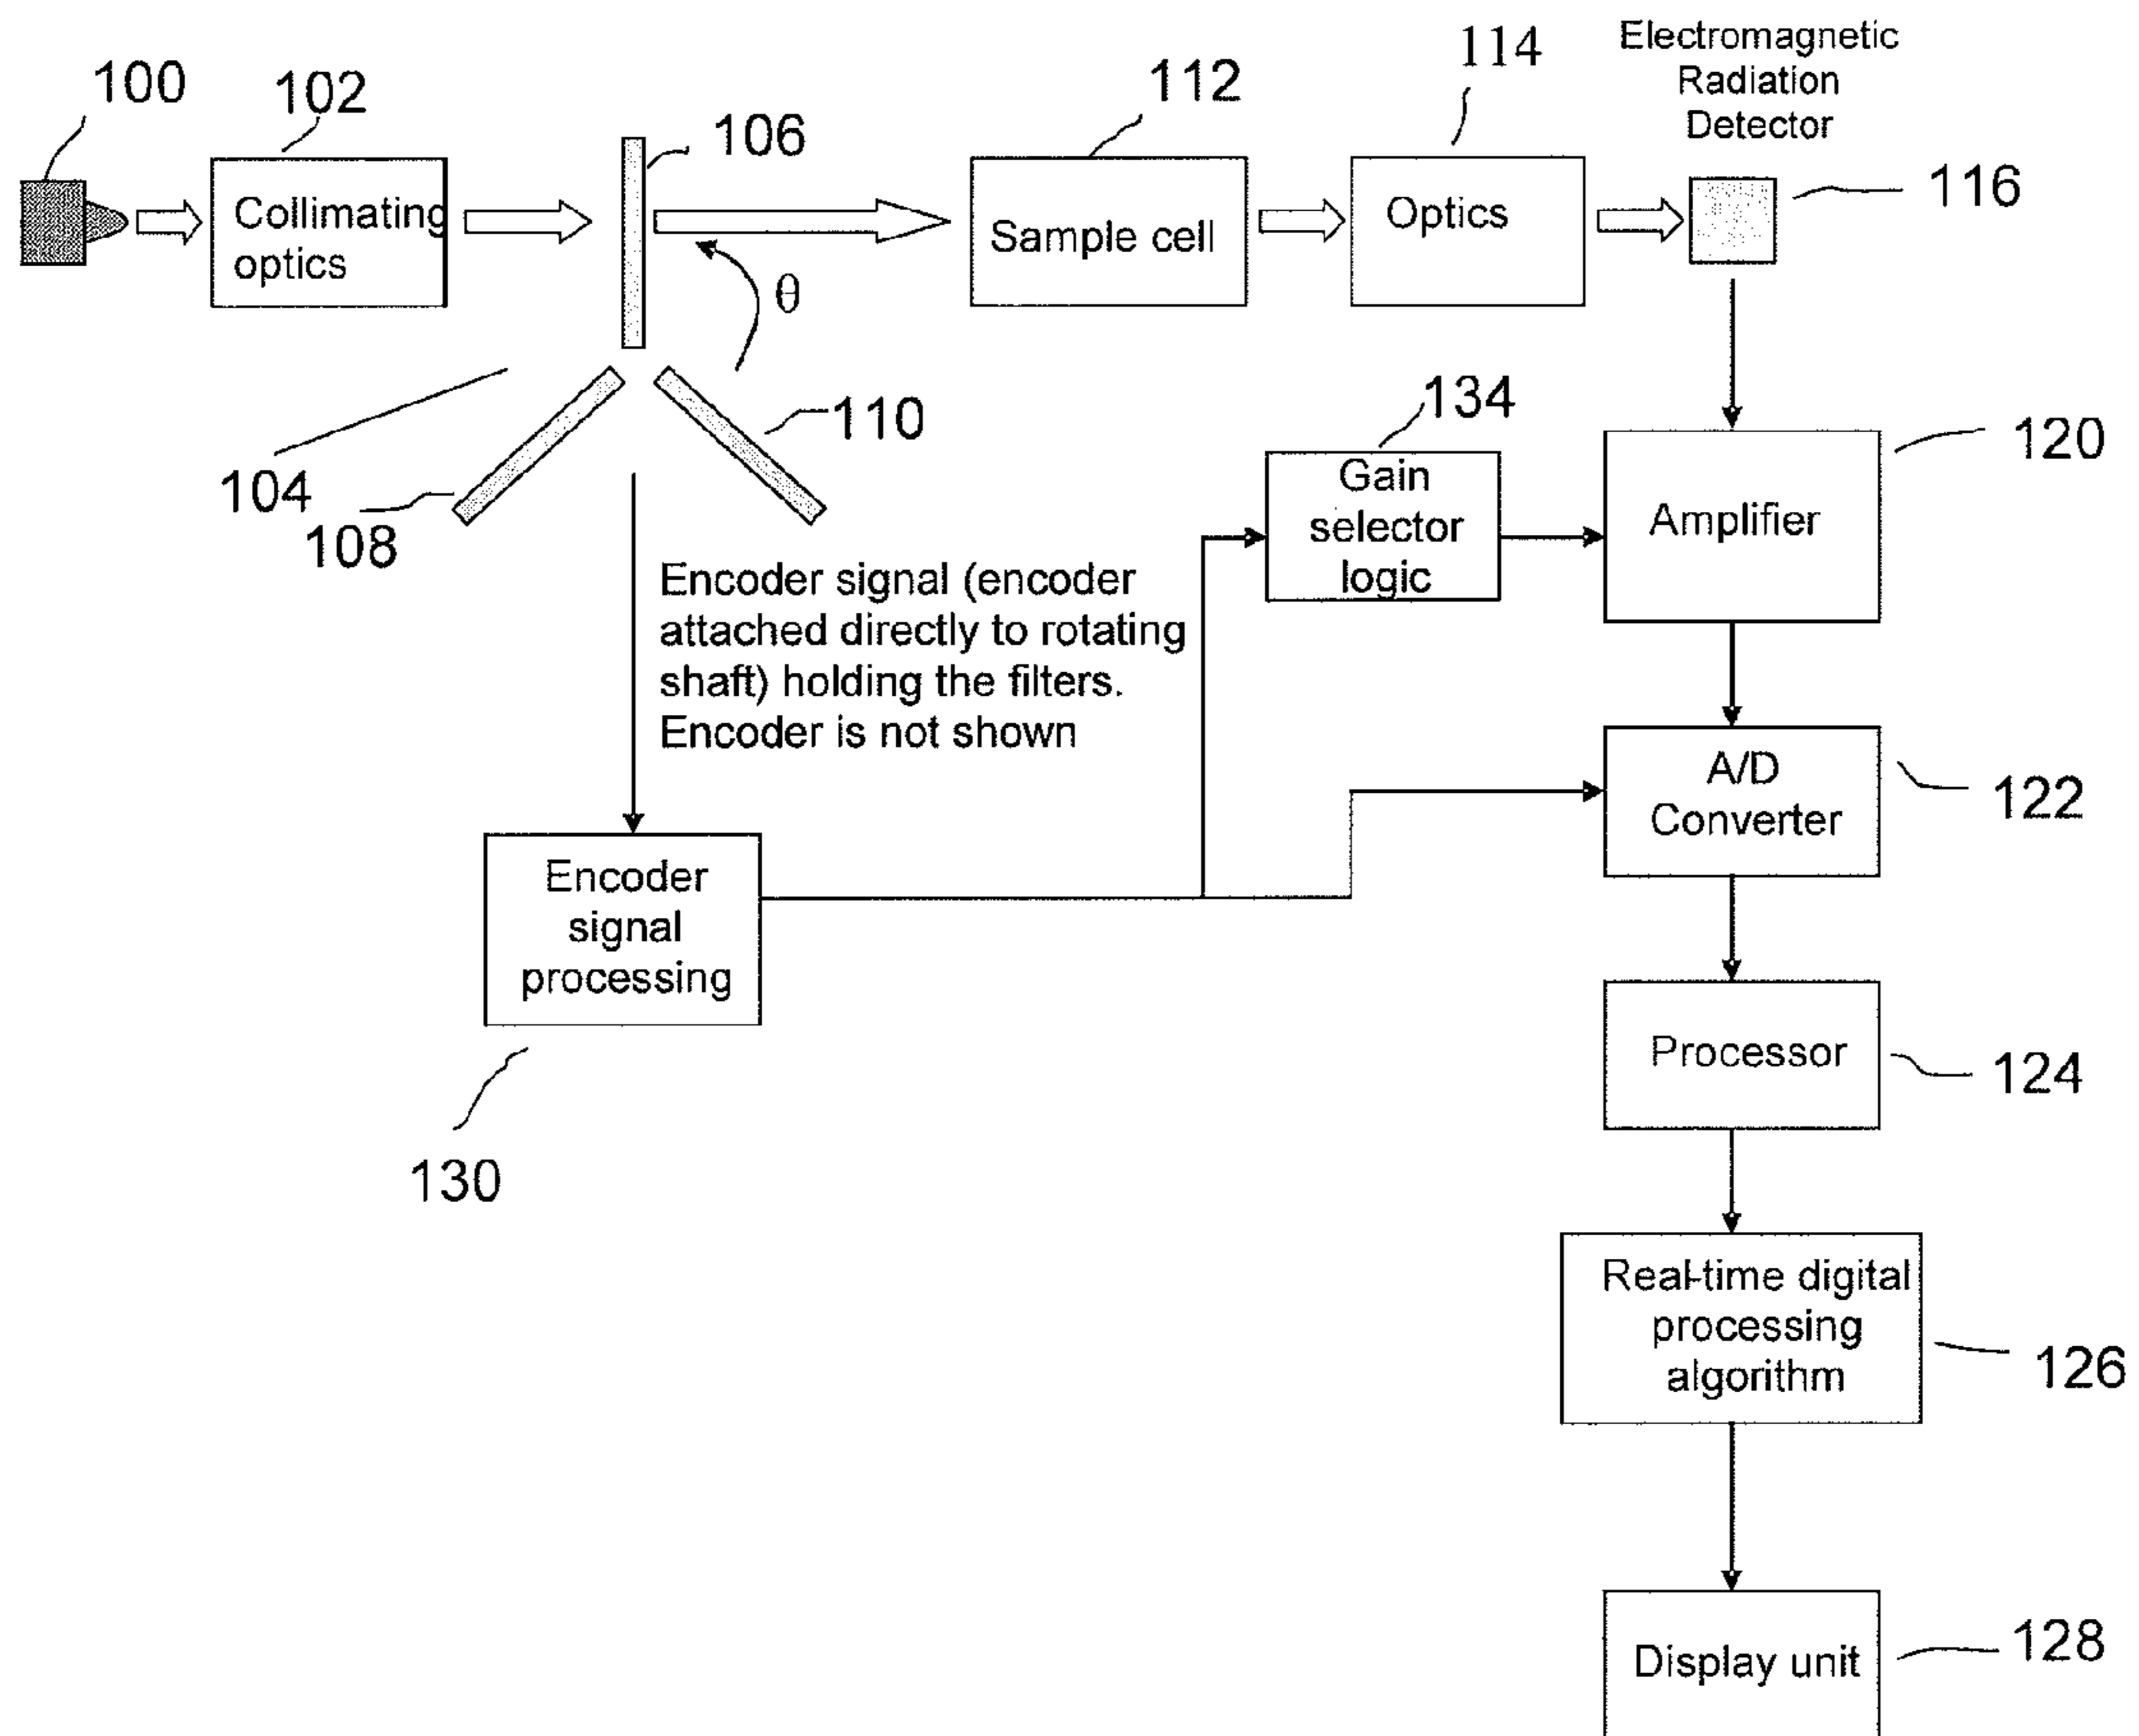 100
102
106
112
114
Electromagnetic
Radiation
Detector
116
Collimating
optics
Sample cell
Optics
θ
104
108
110
134
Gain
selector
logic
120
Amplifier
Encoder signal (encoder
attached directly to rotating
shaft) holding the filters.
Encoder is not shown
A/D
Converter
122
Encoder
signal
processing
130
Processor
124
Real-time digital
processing
algorithm
126
Display unit
128